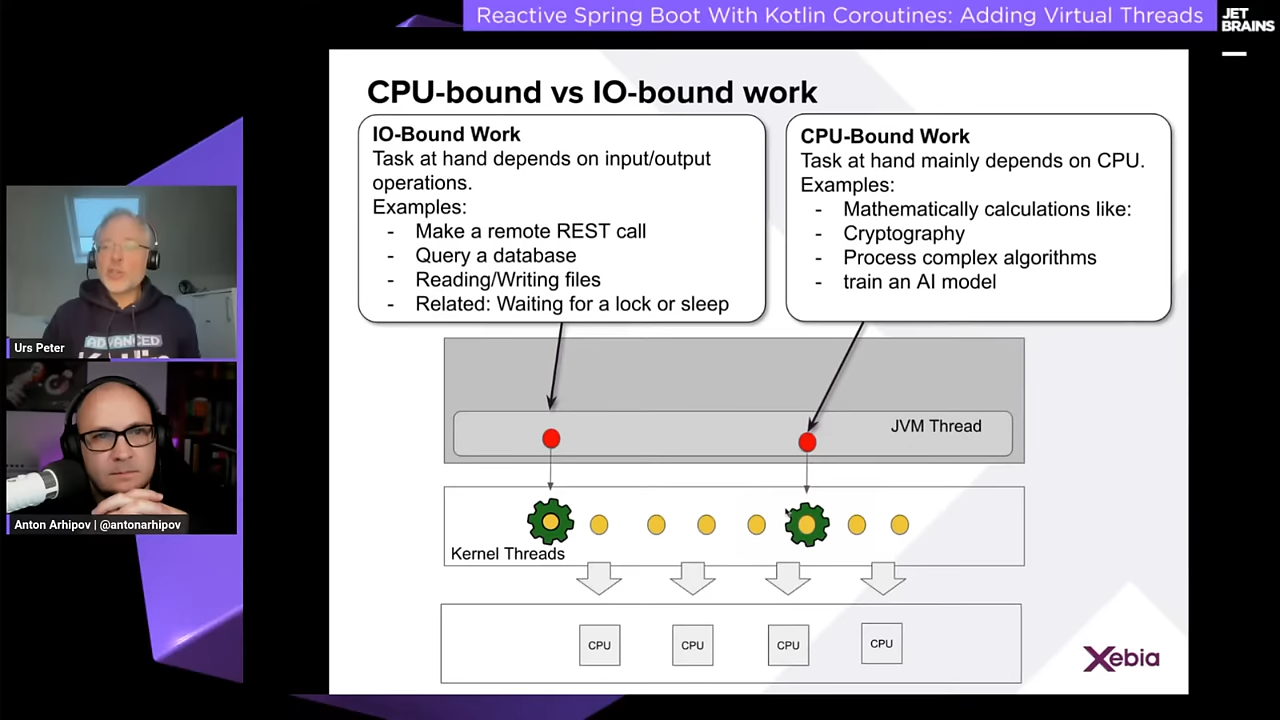 Reactive Spring Boot With Kotlin Coroutines: Adding Virtual Threads
JET
BRAINS
CPU-bound vs IO-bound work
IO-Bound Work
Task at hand depends on input/output
operations.
Examples:
- Make a remote REST call
- Query a database
- Reading/Writing files
- Related: Waiting for a lock or sleep
CPU-Bound Work
Task at hand mainly depends on CPU.
Examples:
- Mathematically calculations like:
- Cryptography
- Process complex algorithms
- train an AI model
ADVANCED
Urs Peter
Anton Arhipov | @antonarhipov
JVM Thread
Kernel Threads
CPU
CPU
CPU
CPU
Xebia